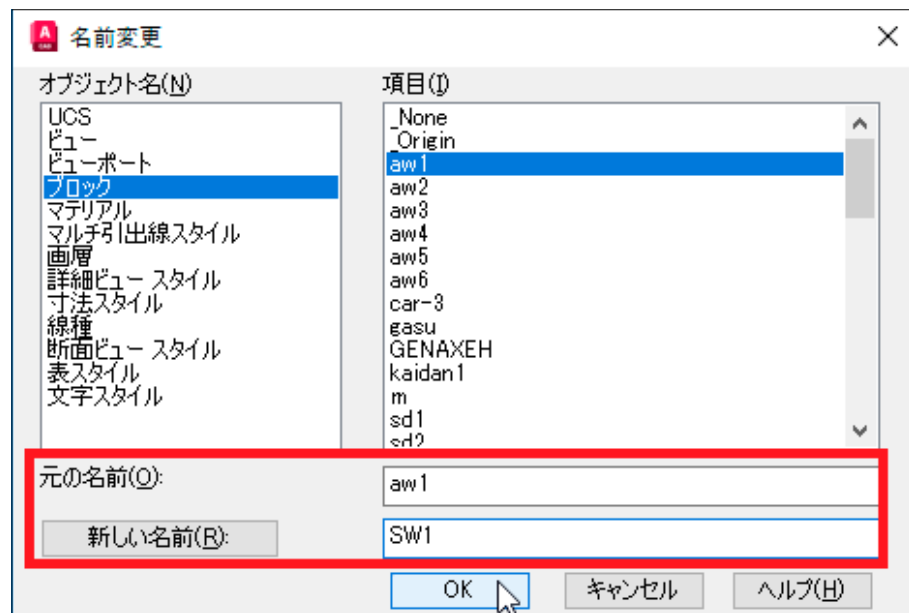 名前変更
オブジェクト名(N)
UCS
ビュー
ビューポート
ブロック
マテリアル
マルチ引出線スタイル
画層
詳細ビュー スタイル
寸法スタイル
線種
断面ビュー スタイル
表スタイル
文字スタイル
項目(I)
_None
_Origin
aw1
aw2
aw3
aw4
aw5
aw6
car-3
gasu
GENAXEH
kaidan1
m
sd1
sd2
元の名前(O):
aw1
新しい名前(R):
SW1
OK
キャンセル
ヘルプ(H)